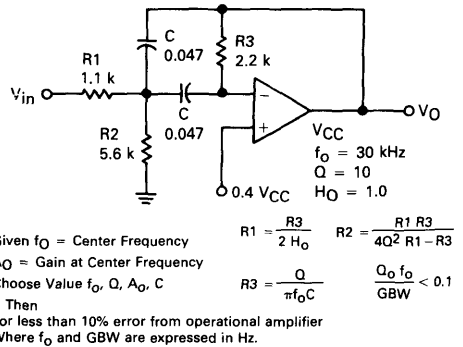 C
0.047
R3
2.2 k
R1
1.1 k
Vin
C
0.047
R2
5.6 k
−
+
VO
VCC
fo = 30 kHz
Q = 10
HO = 1.0
0.4 VCC
R1 = R3 / 2 Ho
R2 = R1 R3 / 4Q² R1 − R3
Given fO = Center Frequency
AO = Gain at Center Frequency
Choose Value fo, Q, Ao, C
R3 = Q / πfoC
Qo fo / GBW < 0.1
Then
or less than 10% error from operational amplifier
Where fo and GBW are expressed in Hz.